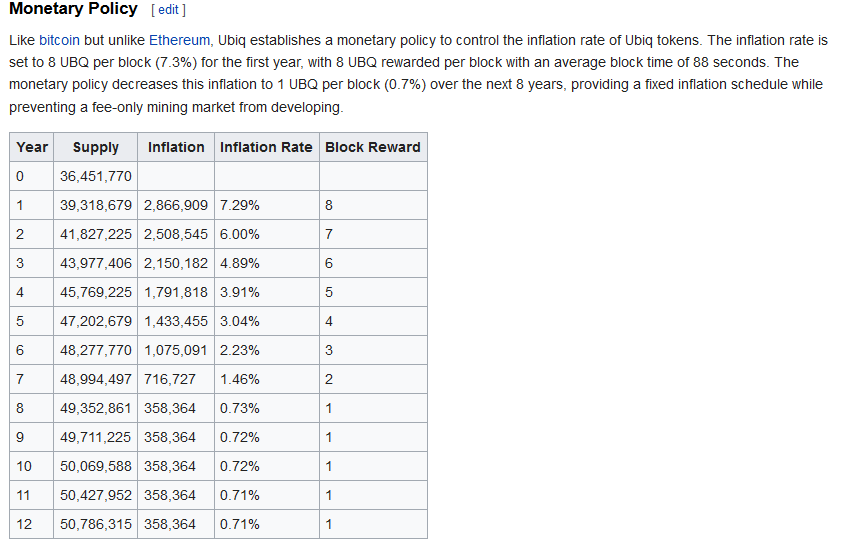 Monetary Policy [ edit ]
Like bitcoin but unlike Ethereum, Ubiq establishes a monetary policy to control the inflation rate of Ubiq tokens. The inflation rate is
set to 8 UBQ per block (7.3%) for the first year, with 8 UBQ rewarded per block with an average block time of 88 seconds. The
monetary policy decreases this inflation to 1 UBQ per block (0.7%) over the next 8 years, providing a fixed inflation schedule while
preventing a fee-only mining market from developing.
Year Supply Inflation Inflation Rate Block Reward
0 36,451,770
1 39,318,679 2,866,909 7.29% 8
2 41,827,225 2,508,545 6.00% 7
3 43,977,406 2,150,182 4.89% 6
4 45,769,225 1,791,818 3.91% 5
5 47,202,679 1,433,455 3.04% 4
6 48,277,770 1,075,091 2.23% 3
7 48,994,497 716,727 1.46% 2
8 49,352,861 358,364 0.73% 1
9 49,711,225 358,364 0.72% 1
10 50,069,588 358,364 0.72% 1
11 50,427,952 358,364 0.71% 1
12 50,786,315 358,364 0.71% 1